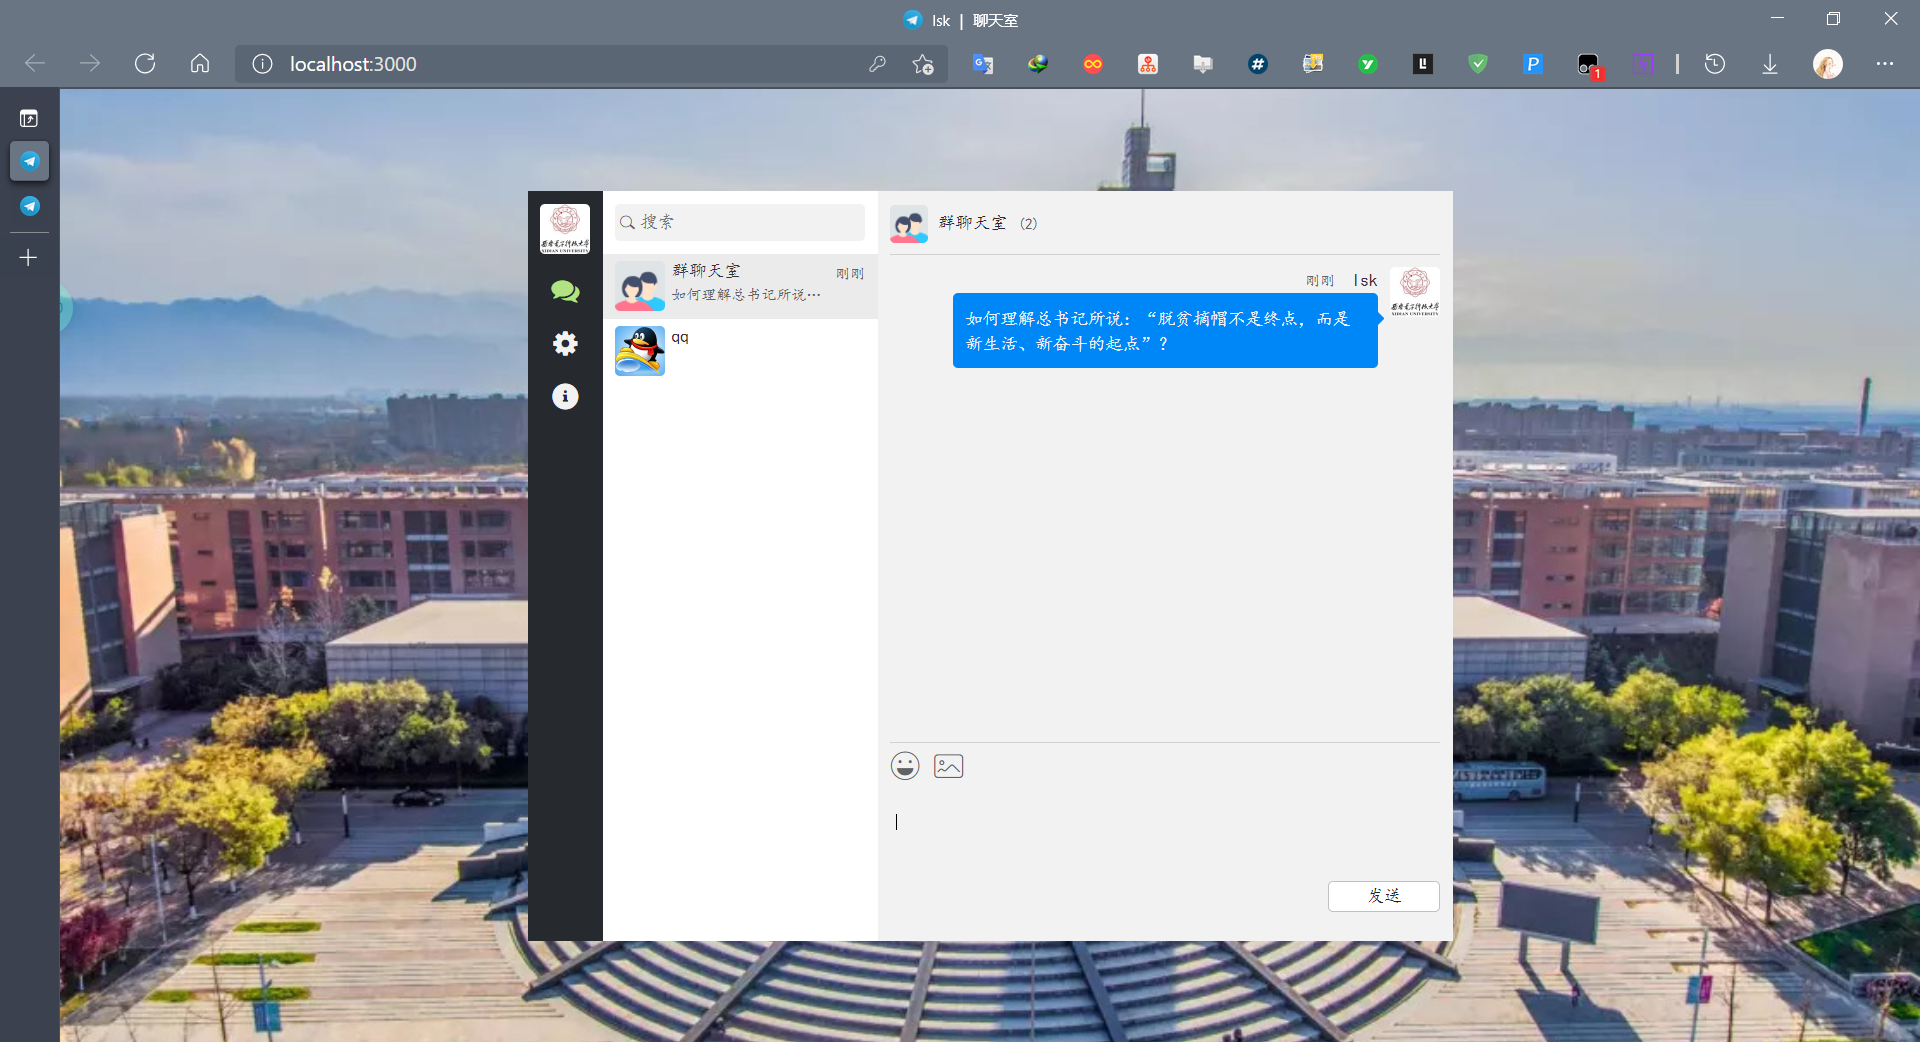 lsk | 聊天室
localhost:3000
1
搜索
群聊天室 (2)
群聊天室 刚刚
如何理解总书记所说…
qq
刚刚 lsk
如何理解总书记所说：“脱贫摘帽不是终点，而是
新生活、新奋斗的起点”？
发送